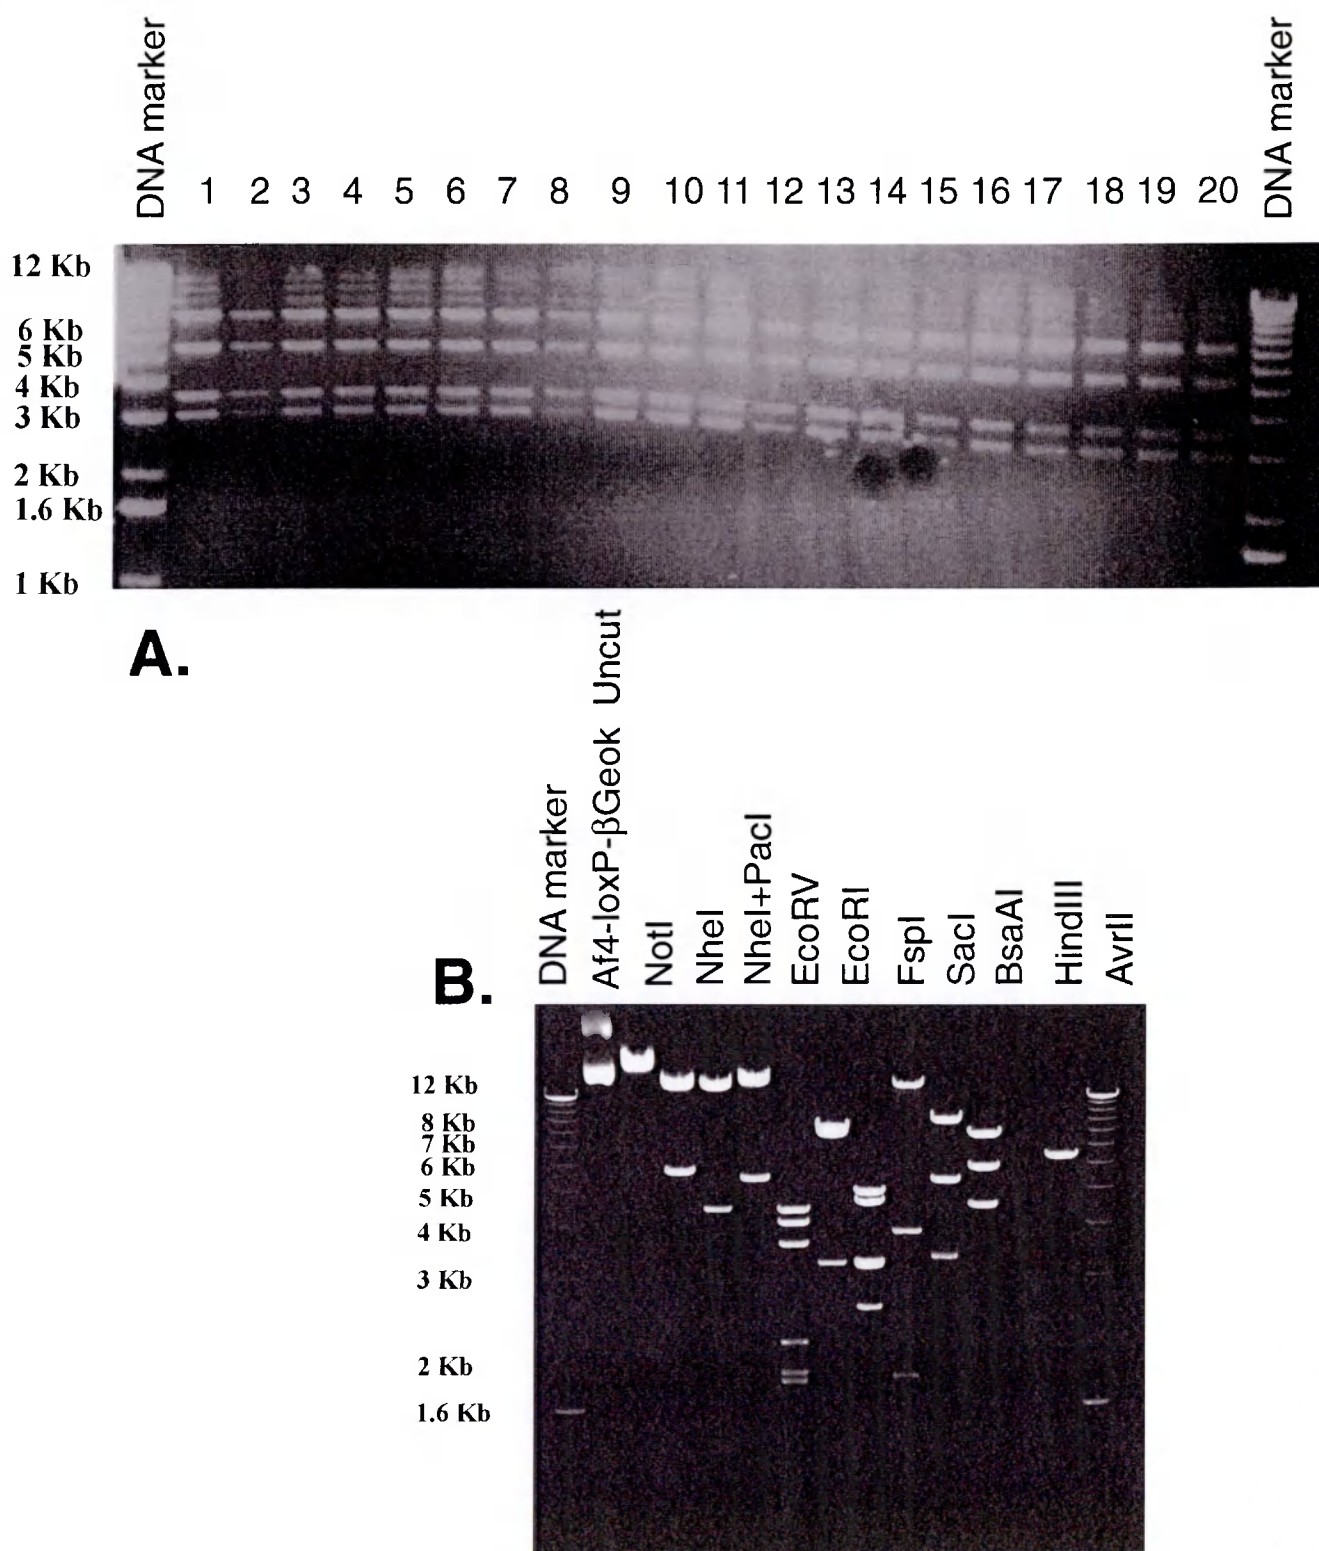 DNA marker
1 2 3 4 5 6 7 8 9 10 11 12 13 14 15 16 17 18 19 20
DNA marker
12 Kb
6 Kb
5 Kb
4 Kb
3 Kb
2 Kb
1.6 Kb
1 Kb
A.
B.
DNA marker
Af4-loxP-βGeok Uncut
NotI
NheI
NheI+PacI
EcoRV
EcoRI
FspI
SacI
BsaAI
HindIII
AvrII
12 Kb
8 Kb
7 Kb
6 Kb
5 Kb
4 Kb
3 Kb
2 Kb
1.6 Kb